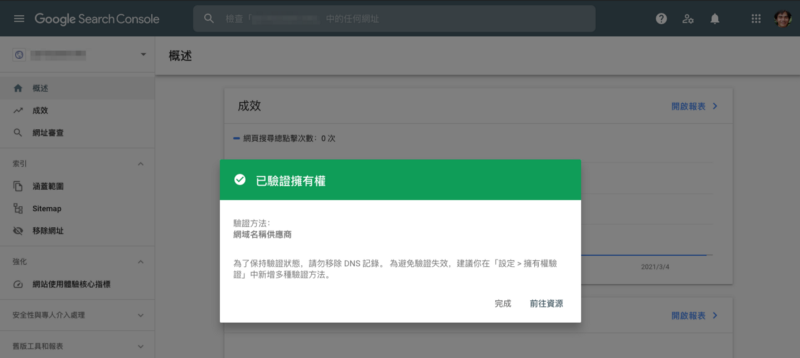 Google Search Console
檢查
中的任何網址
概述
概述
成效
網址審查
索引
涵蓋範圍
Sitemap
移除網址
強化
網站使用體驗核心指標
安全性與專人介入處理
舊版工具和報表
成效
開啟報表
網頁搜尋總點擊次數：0 次
已驗證擁有權
驗證方法：
網域名稱供應商
為了保持驗證狀態，請勿移除 DNS 記錄。為避免驗證失效，建議你在「設定 > 擁有權驗
證」中新增多種驗證方法。
完成
前往資源
2021/3/4
開啟報表